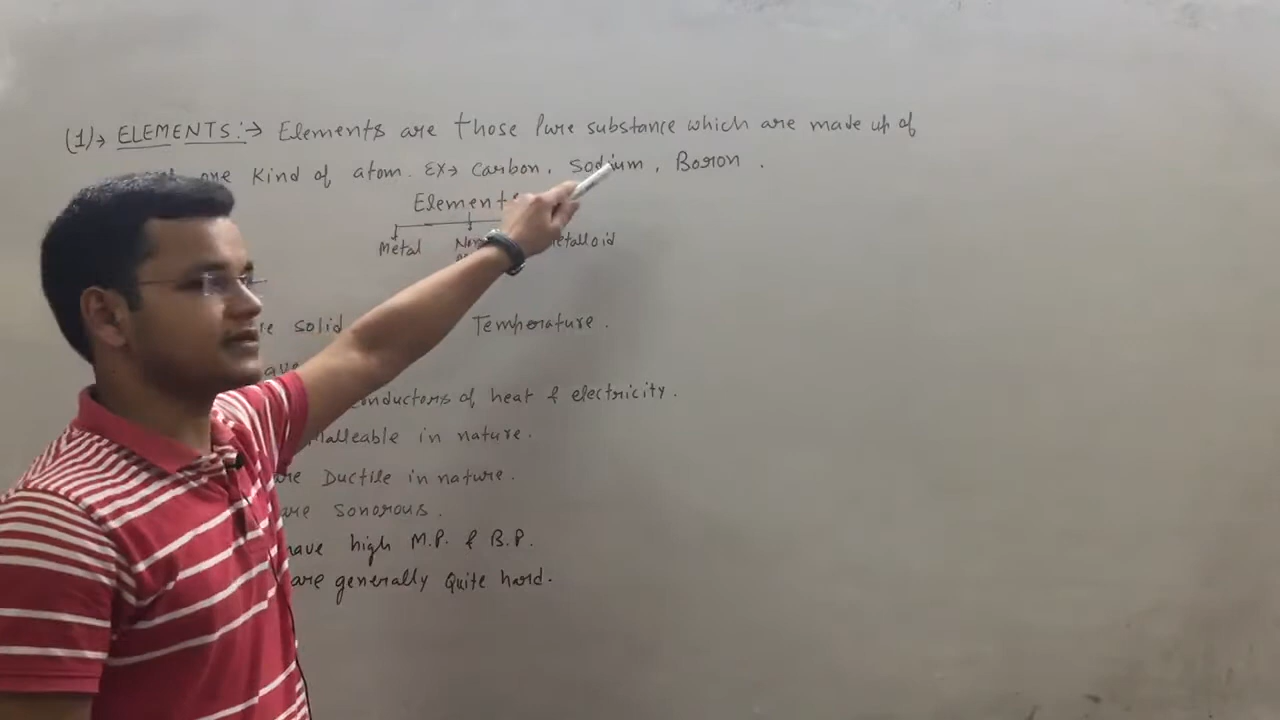 (1)→ ELEMENTS:→ Elements are those Pure substance which are made up of
one Kind of atom. Ex→ Carbon, Sodium, Boron.
Element
Metal Metalloid
solid Temperature.
conductors of heat & electricity.
Malleable in nature.
are Ductile in nature.
are sonorous.
have high M.P. & B.P.
are generally Quite hard.